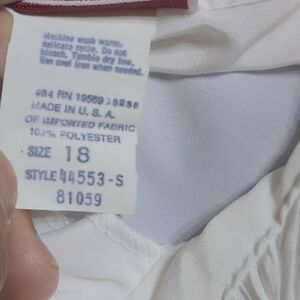 Machine wash warm,
delicate cycle. Do not
bleach. Tumble dry low.
Use cool iron when needed.
RN 19569
MADE IN U. S. A.
OF IMPORTED FABRIC
100% POLYESTER
SIZE 18
STYLE 44553-S
81059